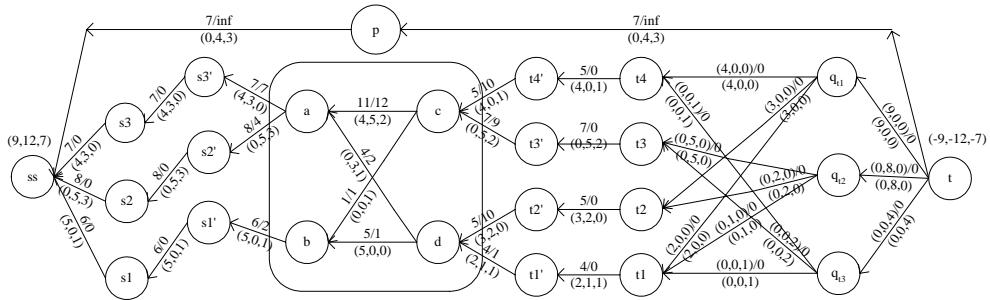 7/inf
(0,4,3)
p
7/inf
(0,4,3)
(9,12,7)
ss
7/0
(4,3,0)
8/0
(0,5,3)
6/0
(5,0,1)
s3
s2
s1
7/0
(4,3,0)
8/0
(0,5,3)
6/0
(5,0,1)
s3'
s2'
s1'
7/7
(4,3,0)
8/4
(0,5,3)
6/2
(5,0,1)
a
b
11/12
(4,5,2)
4/2
(0,3,1)
1/1
(0,0,1)
5/1
(5,0,0)
c
d
5/10
(4,0,1)
7/9
(0,5,2)
5/10
(3,2,0)
4/1
(2,1,1)
t4'
t3'
t2'
t1'
5/0
(4,0,1)
7/0
(0,5,2)
5/0
(3,2,0)
4/0
(2,1,1)
t4
t3
t2
t1
(4,0,0)/0
(4,0,0)
(0,0,1)/0
(0,0,1)
(3,0,0)/0
(3,0,0)
(0,5,0)/0
(0,5,0)
(0,2,0)/0
(0,2,0)
(2,0,0)/0
(2,0,0)
(0,1,0)/0
(0,1,0)
(0,0,2)/0
(0,0,2)
(0,0,1)/0
(0,0,1)
qt1
qt2
qt3
(9,0,0)/0
(9,0,0)
(0,8,0)/0
(0,8,0)
(0,0,4)/0
(0,0,4)
(-9,-12,-7)
t